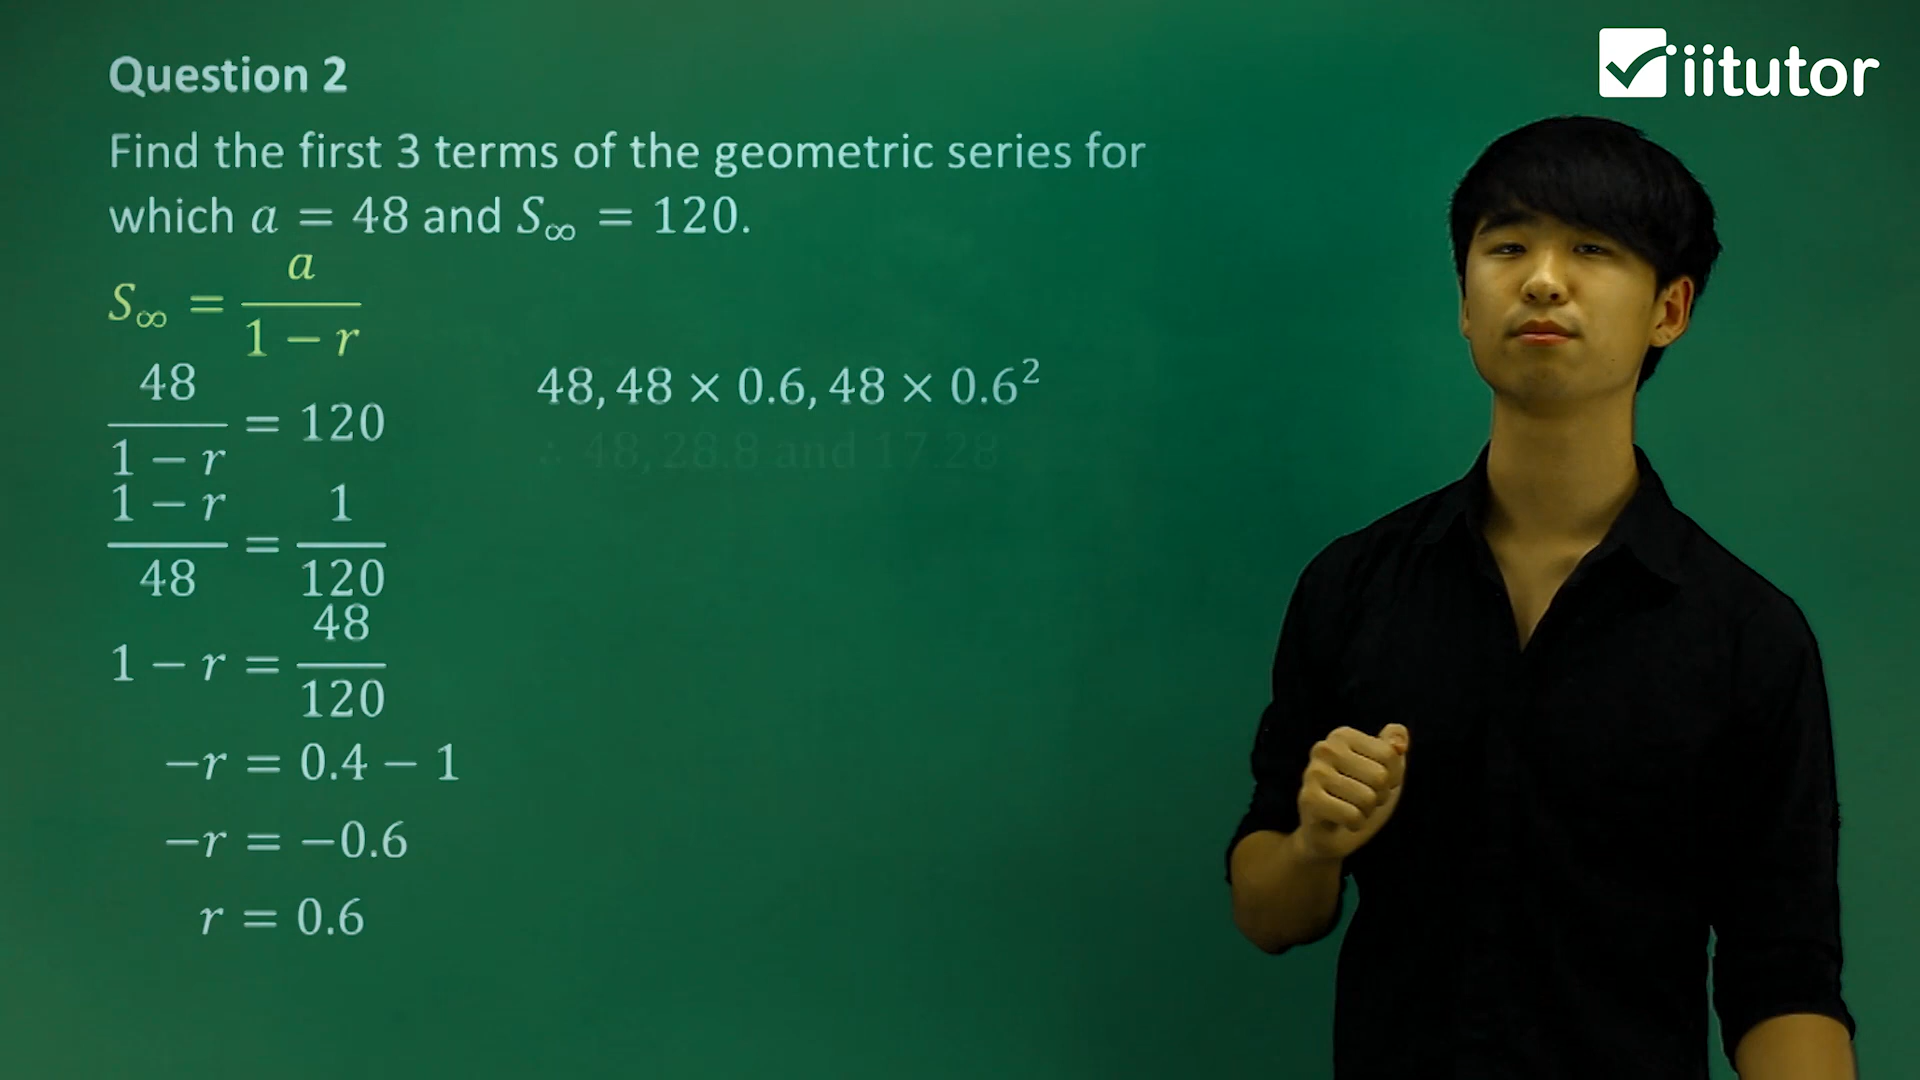 iitutor
Question 2
Find the first 3 terms of the geometric series for
which a = 48 and S∞ = 120.
S∞ = a / (1 − r)
48 / (1 − r) = 120
(1 − r) / 48 = 1 / 120
1 − r = 48 / 120
−r = 0.4 − 1
−r = −0.6
r = 0.6
48, 48 × 0.6, 48 × 0.6²
∴ 48, 28.8 and 17.28